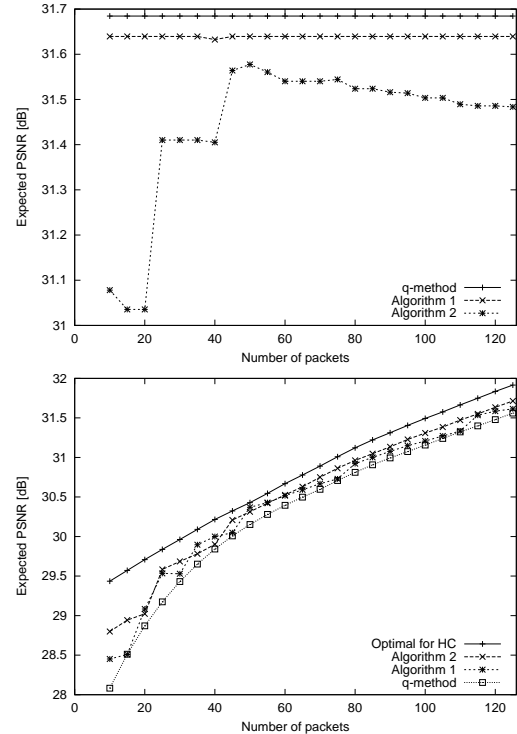 31.7
31.6
31.5
31.4
31.3
31.2
31.1
31
0 20 40 60 80 100 120
Expected PSNR [dB]
Number of packets
q-method
Algorithm 1
Algorithm 2
32
31.5
31
30.5
30
29.5
29
28.5
28
0 20 40 60 80 100 120
Expected PSNR [dB]
Number of packets
Optimal for HC
Algorithm 2
Algorithm 1
q-method